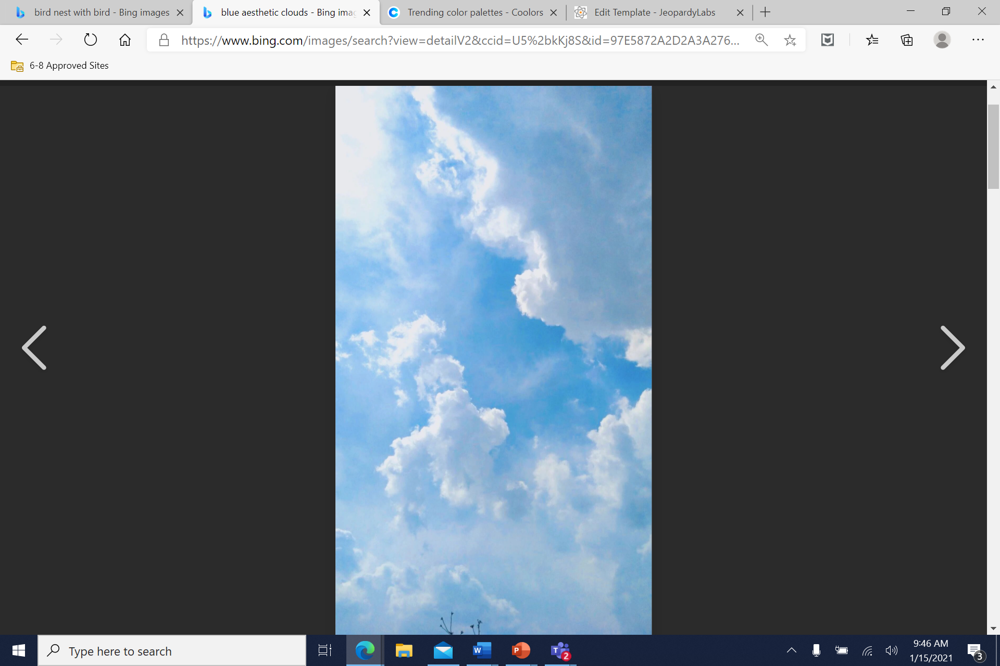 bird nest with bird - Bing images
blue aesthetic clouds - Bing imag
Trending color palettes - Coolors
Edit Template - JeopardyLabs
https://www.bing.com/images/search?view=detailV2&ccid=U5%2bkKj8S&id=97E5872A2D2A3A276...
6-8 Approved Sites
Type here to search
W
P
T
2
9:46 AM
1/15/2021
3